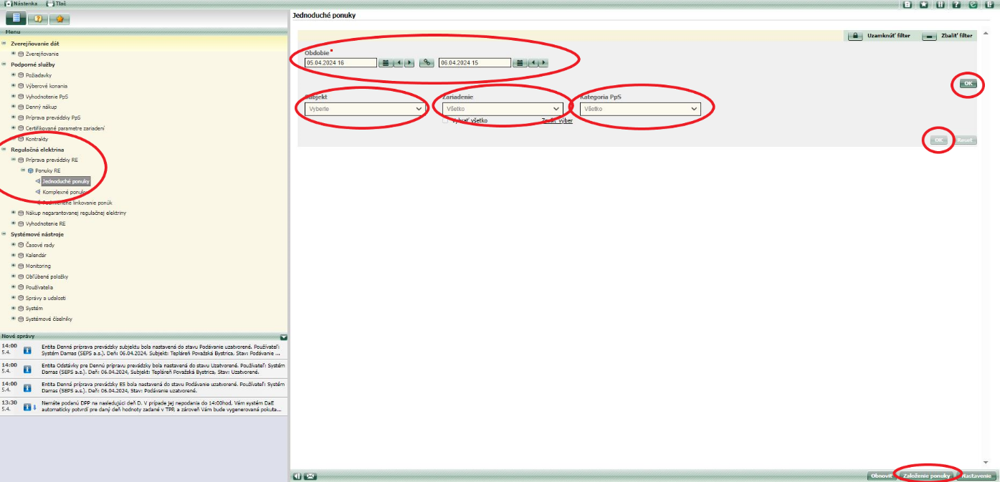 Nástenka Tlač
Menu
Zverejňovanie dát
Zverejňovanie
Podporné služby
Požiadavky
Výberové konania
Vyhodnotenie PpS
Denný nákup
Príprava prevádzky PpS
Certifikované parametre zariadení
Kontrakty
Regulačná elektrina
Príprava prevádzky RE
Ponuky RE
Jednoduché ponuky
Komplexné ponuky
linkovanie ponúk
Nákup negarantovanej regulačnej elektriny
Vyhodnotenie RE
Systémové nástroje
Časové rady
Kalendár
Monitoring
Obľúbené položky
Používatelia
Správy a udalosti
Systém
Systémové číselníky
Nové správy
14:00
5.4.
Entita Denná príprava prevádzky subjektu bola nastavená do stavu Podávanie uzatvorené. Používateľ:
Systém Damas (SEPS a.s.). Deň: 06.04.2024, Subjekt: Tepláreň Považská Bystrica, Stav: Podávanie ...
14:00
5.4.
Entita Odstávky pre Dennú prípravu prevádzky bola nastavená do stavu Uzatvorené. Používateľ: Systém
Damas (SEPS a.s.). Deň: 06.04.2024, Subjekt: Tepláreň Považská Bystrica, Stav: Uzatvorené.
14:00
5.4.
Entita Denná príprava prevádzky ES bola nastavená do stavu Podávanie uzatvorené. Používateľ: Systém
Damas (SEPS a.s.). Deň: 06.04.2024, Stav: Podávanie uzatvorené.
13:30
5.4.
Nemáte podanú DPP na nasledujúci deň D. V prípade jej nepodania do 14:00hod, Vám systém DaE
automaticky potvrdí pre daný deň hodnoty zadané v TPP, a zároveň Vám bude vygenerovaná pokuta...
Jednoduché ponuky
Uzamknúť filter Zbaliť filter
Obdobie
05.04.2024 16 06.04.2024 15
OK
Subjekt Zariadenie Kategoria PpS
Vyberte Všetko Všetko
Vybrať všetko Zrušiť výber
OK Reset
Obnoviť Založenie ponuky Nastavenie